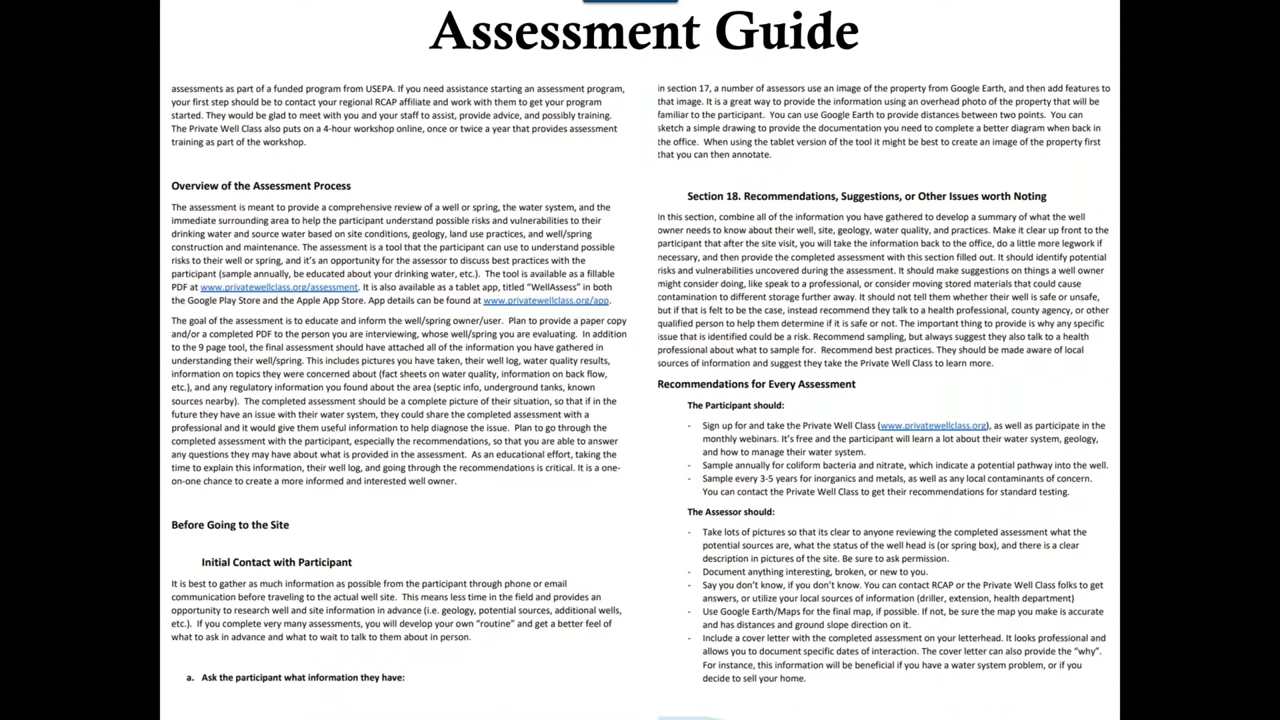 Assessment Guide
assessments as part of a funded program from USEPA. If you need assistance starting an assessment program,
your first step should be to contact your regional RCAP affiliate and work with them to get your program
started. They would be glad to meet with you and your staff to assist, provide advice, and possibly training.
The Private Well Class also puts on a 4-hour workshop online, once or twice a year that provides assessment
training as part of the workshop.
Overview of the Assessment Process
The assessment is meant to provide a comprehensive review of a well or spring, the water system, and the
immediate surrounding area to help the participant understand possible risks and vulnerabilities to their
drinking water and source water based on site conditions, geology, land use practices, and well/spring
construction and maintenance. The assessment is a tool that the participant can use to understand possible
risks to their well or spring, and it's an opportunity for the assessor to discuss best practices with the
participant (sample annually, be educated about your drinking water, etc.). The tool is available as a fillable
PDF at www.privatewellclass.org/assessment. It is also available as a tablet app, titled "WellAssess" in both
the Google Play Store and the Apple App Store. App details can be found at www.privatewellclass.org/app.
The goal of the assessment is to educate and inform the well/spring owner/user. Plan to provide a paper copy
and/or a completed PDF to the person you are interviewing, whose well/spring you are evaluating. In addition
to the 9 page tool, the final assessment should have attached all of the information you have gathered in
understanding their well/spring. This includes pictures you have taken, their well log, water quality results,
information on topics they were concerned about (fact sheets on water quality, information on back flow,
etc.), and any regulatory information you found about the area (septic info, underground tanks, known
sources nearby). The completed assessment should be a complete picture of their situation, so that if in the
future they have an issue with their water system, they could share the completed assessment with a
professional and it would give them useful information to help diagnose the issue. Plan to go through the
completed assessment with the participant, especially the recommendations, so that you are able to answer
any questions they may have about what is provided in the assessment. As an educational effort, taking the
time to explain this information, their well log, and going through the recommendations is critical. It is a one-
on-one chance to create a more informed and interested well owner.
Before Going to the Site
Initial Contact with Participant
It is best to gather as much information as possible from the participant through phone or email
communication before traveling to the actual well site. This means less time in the field and provides an
opportunity to research well and site information in advance (i.e. geology, potential sources, additional wells,
etc.). If you complete very many assessments, you will develop your own "routine" and get a better feel of
what to ask in advance and what to wait to talk to them about in person.
a. Ask the participant what information they have:
in section 17, a number of assessors use an image of the property from Google Earth, and then add features to
that image. It is a great way to provide the information using an overhead photo of the property that will be
familiar to the participant. You can use Google Earth to provide distances between two points. You can
sketch a simple drawing to provide the documentation you need to complete a better diagram when back in
the office. When using the tablet version of the tool it might be best to create an image of the property first
that you can then annotate.
Section 18. Recommendations, Suggestions, or Other Issues worth Noting
In this section, combine all of the information you have gathered to develop a summary of what the well
owner needs to know about their well, site, geology, water quality, and practices. Make it clear up front to the
participant that after the site visit, you will take the information back to the office, do a little more legwork if
necessary, and then provide the completed assessment with this section filled out. It should identify potential
risks and vulnerabilities uncovered during the assessment. It should make suggestions on things a well owner
might consider doing, like speak to a professional, or consider moving stored materials that could cause
contamination to different storage further away. It should not tell them whether their well is safe or unsafe,
but if that is felt to be the case, instead recommend they talk to a health professional, county agency, or other
qualified person to help them determine if it is safe or not. The important thing to provide is why any specific
issue that is identified could be a risk. Recommend sampling, but always suggest they also talk to a health
professional about what to sample for. Recommend best practices. They should be made aware of local
sources of information and suggest they take the Private Well Class to learn more.
Recommendations for Every Assessment
The Participant should:
- Sign up for and take the Private Well Class (www.privatewellclass.org), as well as participate in the
monthly webinars. It's free and the participant will learn a lot about their water system, geology,
and how to manage their water system.
- Sample annually for coliform bacteria and nitrate, which indicate a potential pathway into the well.
- Sample every 3-5 years for inorganics and metals, as well as any local contaminants of concern.
You can contact the Private Well Class to get their recommendations for standard testing.
The Assessor should:
- Take lots of pictures so that its clear to anyone reviewing the completed assessment what the
potential sources are, what the status of the well head is (or spring box), and there is a clear
description in pictures of the site. Be sure to ask permission.
- Document anything interesting, broken, or new to you.
- Say you don't know, if you don't know. You can contact RCAP or the Private Well Class folks to get
answers, or utilize your local sources of information (driller, extension, health department)
- Use Google Earth/Maps for the final map, if possible. If not, be sure the map you make is accurate
and has distances and ground slope direction on it.
- Include a cover letter with the completed assessment on your letterhead. It looks professional and
allows you to document specific dates of interaction. The cover letter can also provide the "why".
For instance, this information will be beneficial if you have a water system problem, or if you
decide to sell your home.